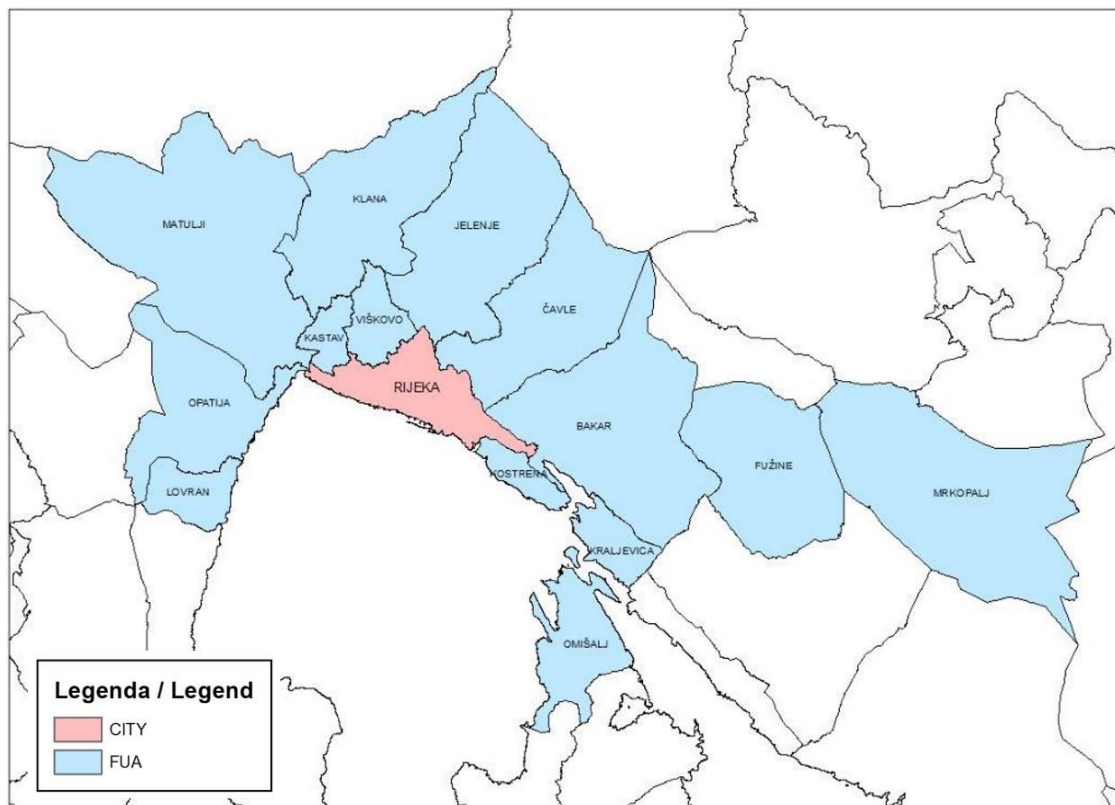 KLANA
MATULJI
JELENJE
ČAVLE
VIŠKOVO
KASTAV
RIJEKA
OPATIJA
BAKAR
FUŽINE
KOSTRENA
LOVRAN
MRKOPALJ
KRALJEVICA
OMIŠALJ
Legenda / Legend
CITY
FUA